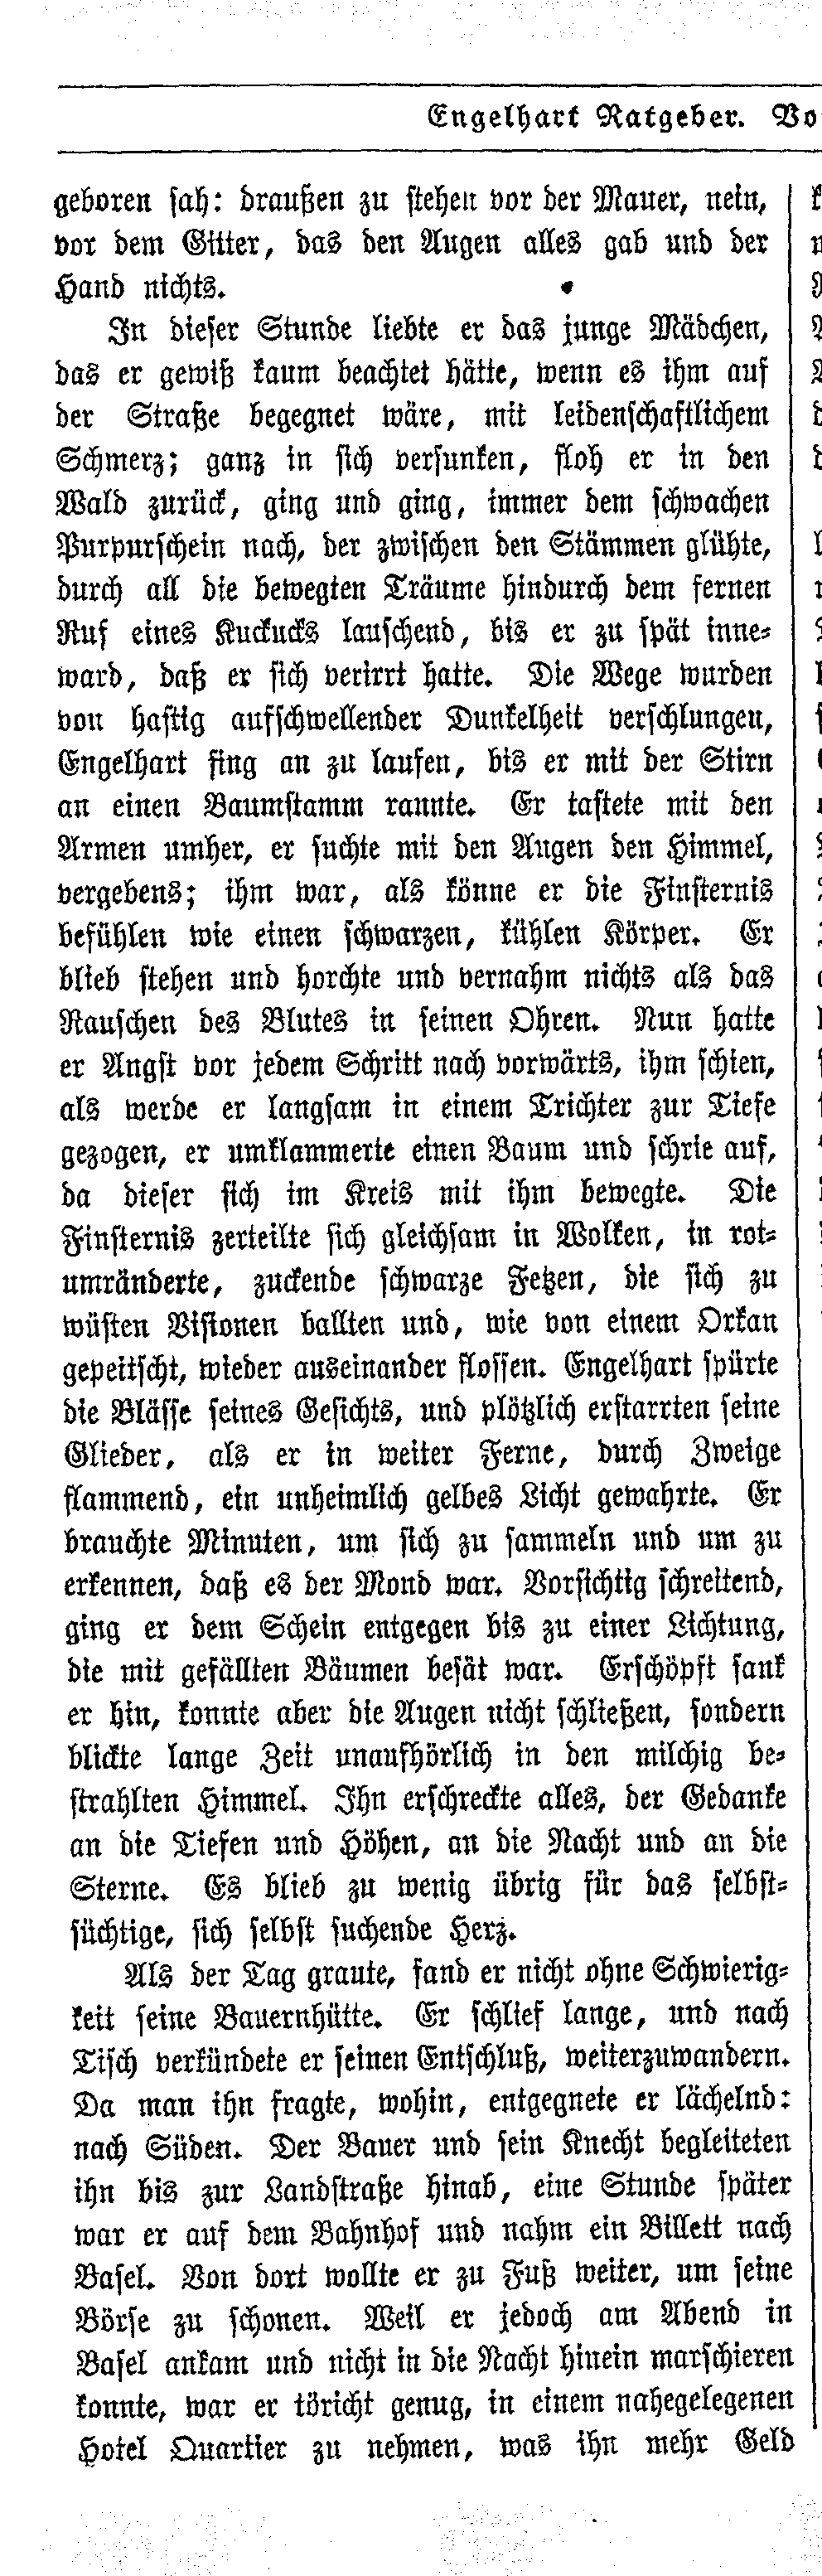 Engelhart Ratgeber.
geboren sah: draußen zu stehen vor der Mauer, nein,
vor dem Gitter, das den Augen alles gab und der
Hand nichts.
In dieser Stunde liebte er das junge Mädchen,
das er gewiß kaum beachtet hätte, wenn es ihm auf
der Straße begegnet wäre, mit leidenschaftlichem
Schmerz; ganz in sich versunken, floh er in den
Wald zurück, ging und ging, immer dem schwachen
Purpurschein nach, der zwischen den Stämmen glühte,
durch all die bewegten Träume hindurch dem fernen
Ruf eines Kuckucks lauschend, bis er zu spät inne-
ward, daß er sich verirrt hatte. Die Wege wurden
von hastig aufschwellender Dunkelheit verschlungen,
Engelhart fing an zu laufen, bis er mit der Stirn
an einen Baumstamm rannte. Er tastete mit den
Armen umher, er suchte mit den Augen den Himmel,
vergebens; ihm war, als könne er die Finsternis
befühlen wie einen schwarzen, kühlen Körper. Er
blieb stehen und horchte und vernahm nichts als das
Rauschen des Blutes in seinen Ohren. Nun hatte
er Angst vor jedem Schritt nach vorwärts, ihm schien,
als werde er langsam in einem Trichter zur Tiefe
gezogen, er umklammerte einen Baum und schrie auf,
da dieser sich im Kreis mit ihm bewegte. Die
Finsternis zerteilte sich gleichsam in Wolken, in rot-
umränderte, zuckende schwarze Fetzen, die sich zu
wüsten Visionen ballten und, wie von einem Orkan
gepeitscht, wieder auseinander flossen. Engelhart spürte
die Blässe seines Gesichts, und plötzlich erstarrten seine
Glieder, als er in weiter Ferne, durch Zweige
flammend, ein unheimlich gelbes Licht gewahrte. Er
brauchte Minuten, um sich zu sammeln und um zu
erkennen, daß es der Mond war. Vorsichtig schreitend,
ging er dem Schein entgegen bis zu einer Lichtung,
die mit gefällten Bäumen besät war. Erschöpft sank
er hin, konnte aber die Augen nicht schließen, sondern
blickte lange Zeit unaufhörlich in den milchig be-
strahlten Himmel. Ihn erschreckte alles, der Gedanke
an die Tiefen und Höhen, an die Nacht und an die
Sterne. Es blieb zu wenig übrig für das selbst-
süchtige, sich selbst suchende Herz.
Als der Tag graute, fand er nicht ohne Schwierig-
keit seine Bauernhütte. Er schlief lange, und nach
Tisch verkündete er seinen Entschluß, weiterzuwandern.
Da man ihn fragte, wohin, entgegnete er lächelnd:
nach Süden. Der Bauer und sein Knecht begleiteten
ihn bis zur Landstraße hinab, eine Stunde später
war er auf dem Bahnhof und nahm ein Billett nach
Basel. Von dort wollte er zu Fuß weiter, um seine
Börse zu schonen. Weil er jedoch am Abend in
Basel ankam und nicht in die Nacht hinein marschieren
konnte, war er töricht genug, in einem nahegelegenen
Hotel Quartier zu nehmen, was ihn mehr Geld